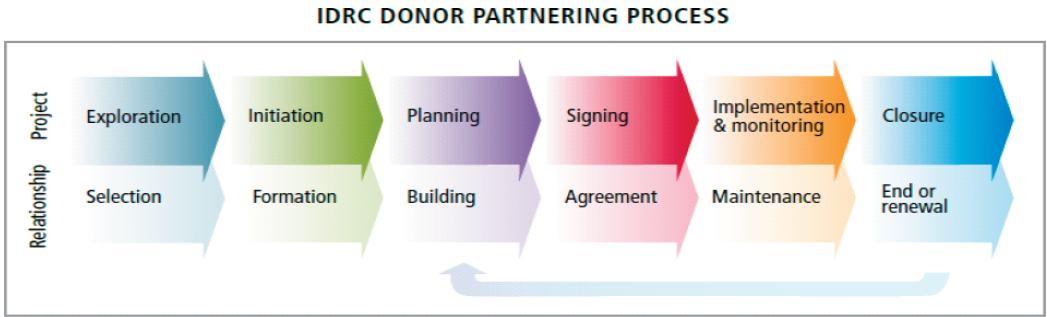 IDRC DONOR PARTNERING PROCESS
Project
Exploration
Initiation
Planning
Signing
Implementation
& monitoring
Closure
Relationship
Selection
Formation
Building
Agreement
Maintenance
End or
renewal